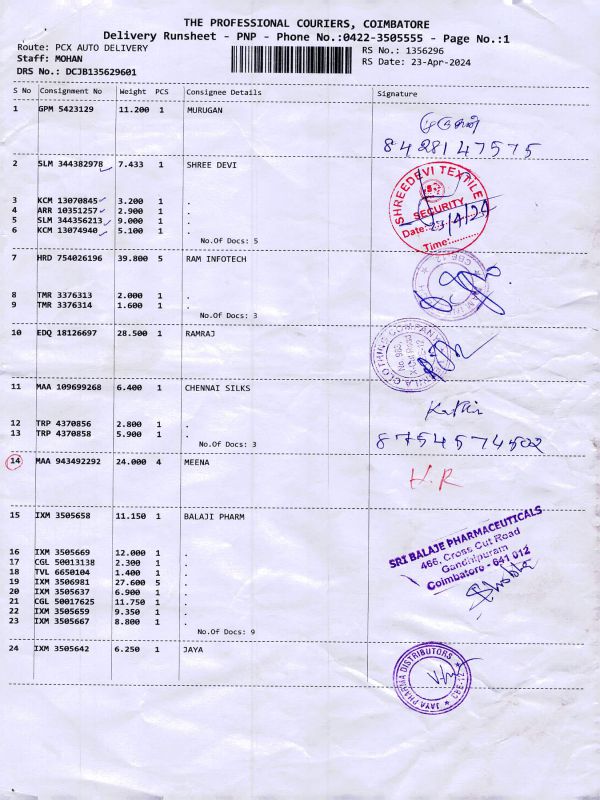 THE PROFESSIONAL COURIERS, COIMBATORE
Delivery Runsheet - PNP - Phone No.:0422-3505555 - Page No.:1
Route: PCX AUTO DELIVERY RS No.: 1356296
Staff: MOHAN RS Date: 23-Apr-2024
DRS No.: DCJB135629601
S No Consignment No Weight PCS Consignee Details Signature
1 GPM 5423129 11.200 1 MURUGAN
முருகன்
8428147575
2 SLM 344382978 7.433 1 SHREE DEVI
SHREEDEVI TEXTILE
SECURITY
Date: 23/4/24
Time:..........
3 KCM 13070845 3.200 1 .
4 ARR 10351257 2.900 1 .
5 SLM 344356213 9.000 1 .
6 KCM 13074940 5.100 1 .
No.Of Docs: 5
7 HRD 754026196 39.800 5 RAM INFOTECH
8 TMR 3376313 2.000 1 .
9 TMR 3376314 1.600 1 .
No.Of Docs: 3
10 EDQ 18126697 28.500 1 RAMRAJ
11 MAA 109699268 6.400 1 CHENNAI SILKS
12 TRP 4370856 2.800 1 .
13 TRP 4370858 5.900 1 .
No.Of Docs: 3
8754574502
14 MAA 943492292 24.000 4 MEENA
H.R
15 IXM 3505658 11.150 1 BALAJI PHARM
SRI BALAJE PHARMACEUTICALS
466, Cross Cut Road
Gandhipuram
Coimbatore - 641 012
16 IXM 3505669 12.000 1 .
17 CGL 50013138 2.300 1 .
18 TVL 6650104 1.400 1 .
19 IXM 3506981 27.600 5 .
20 IXM 3505637 6.900 1 .
21 CGL 50017625 11.750 1 .
22 IXM 3505659 9.350 1 .
23 IXM 3505667 8.800 1 .
No.Of Docs: 9
24 IXM 3505642 6.250 1 JAYA
JAYA PHARMA DISTRIBUTORS